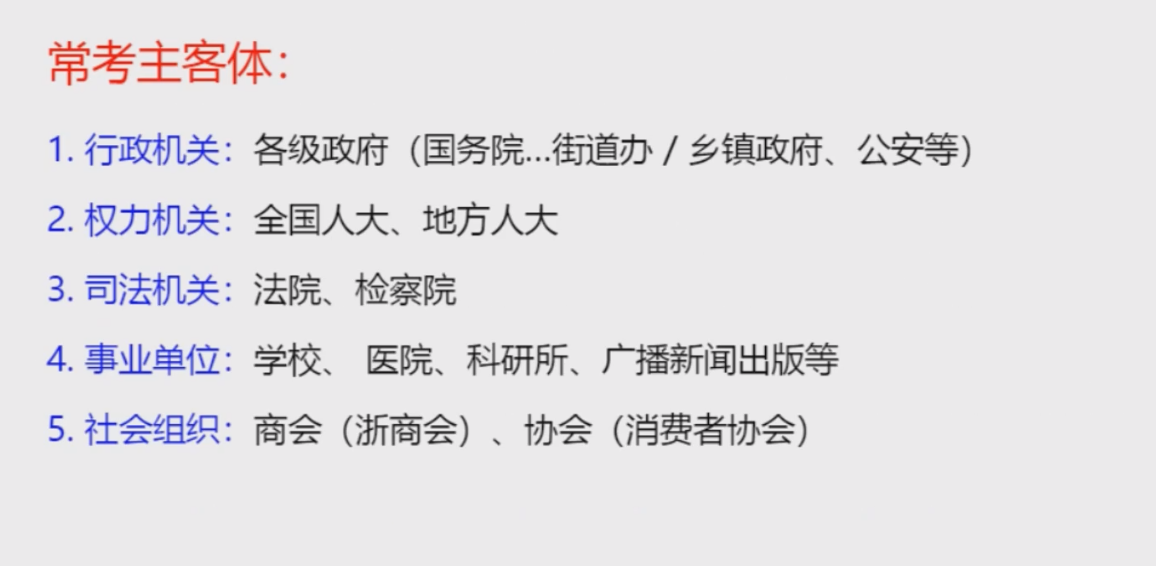 常考主客体：
1. 行政机关：各级政府（国务院...街道办 / 乡镇政府、公安等）
2. 权力机关：全国人大、地方人大
3. 司法机关：法院、检察院
4. 事业单位：学校、 医院、科研所、广播新闻出版等
5. 社会组织：商会（浙商会）、协会（消费者协会）